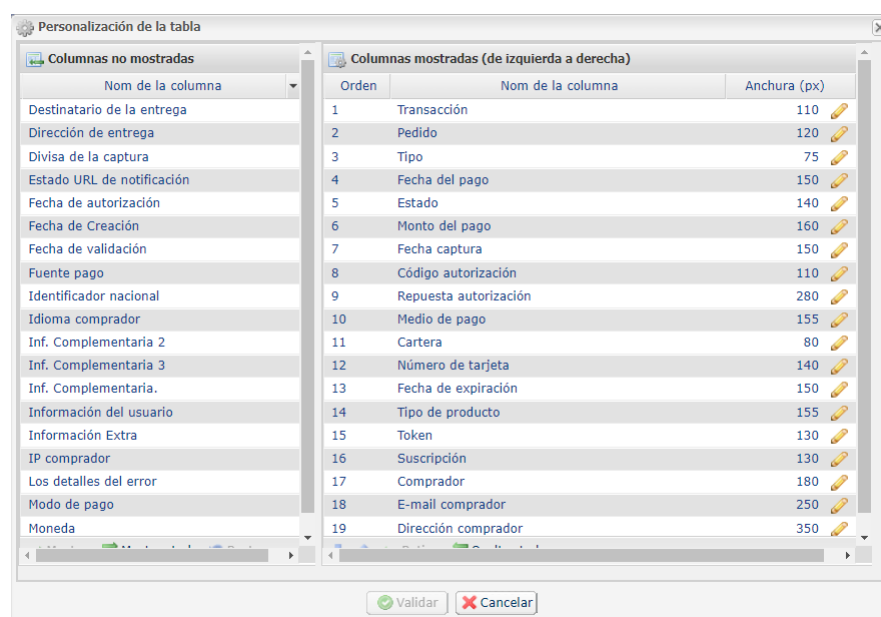 Personalización de la tabla
Columnas no mostradas
Nom de la columna
Destinatario de la entrega
Dirección de entrega
Divisa de la captura
Estado URL de notificación
Fecha de autorización
Fecha de Creación
Fecha de validación
Fuente pago
Identificador nacional
Idioma comprador
Inf. Complementaria 2
Inf. Complementaria 3
Inf. Complementaria.
Información del usuario
Información Extra
IP comprador
Los detalles del error
Modo de pago
Moneda
Columnas mostradas (de izquierda a derecha)
Orden Nom de la columna Anchura (px)
1 Transacción 110
2 Pedido 120
3 Tipo 75
4 Fecha del pago 150
5 Estado 140
6 Monto del pago 160
7 Fecha captura 150
8 Código autorización 110
9 Repuesta autorización 280
10 Medio de pago 155
11 Cartera 80
12 Número de tarjeta 140
13 Fecha de expiración 150
14 Tipo de producto 155
15 Token 130
16 Suscripción 130
17 Comprador 180
18 E-mail comprador 250
19 Dirección comprador 350
Validar Cancelar